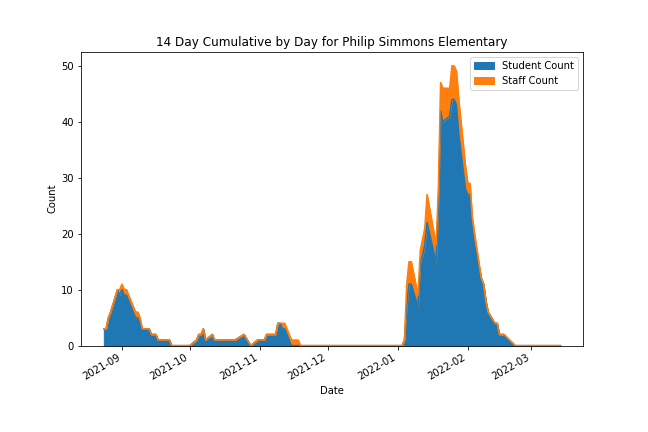 14 Day Cumulative by Day for Philip Simmons Elementary
Student Count
Staff Count
50
40
30
20
10
0
Count
2021-09
2021-10
2021-11
2021-12
2022-01
2022-02
2022-03
Date